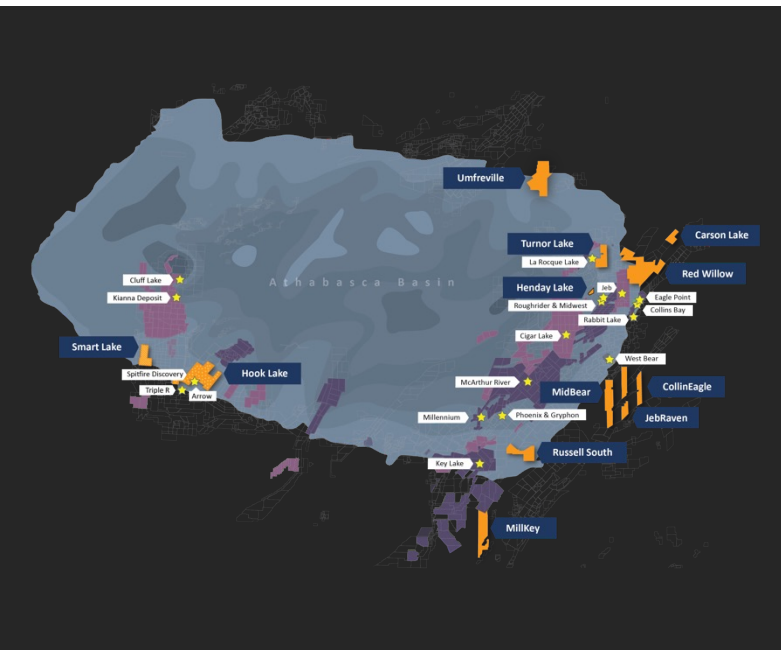 Umfreville
Carson Lake
Turnor Lake
La Rocque Lake
Red Willow
Athabasca Basin
Cluff Lake
Henday Lake
Jeb
Kianna Deposit
Eagle Point
Roughrider & Midwest
Collins Bay
Rabbit Lake
Cigar Lake
Smart Lake
West Bear
Spitfire Discovery
Hook Lake
McArthur River
Triple R
Arrow
MidBear
CollinEagle
Millennium
Phoenix & Gryphon
JebRaven
Russell South
Key Lake
MillKey